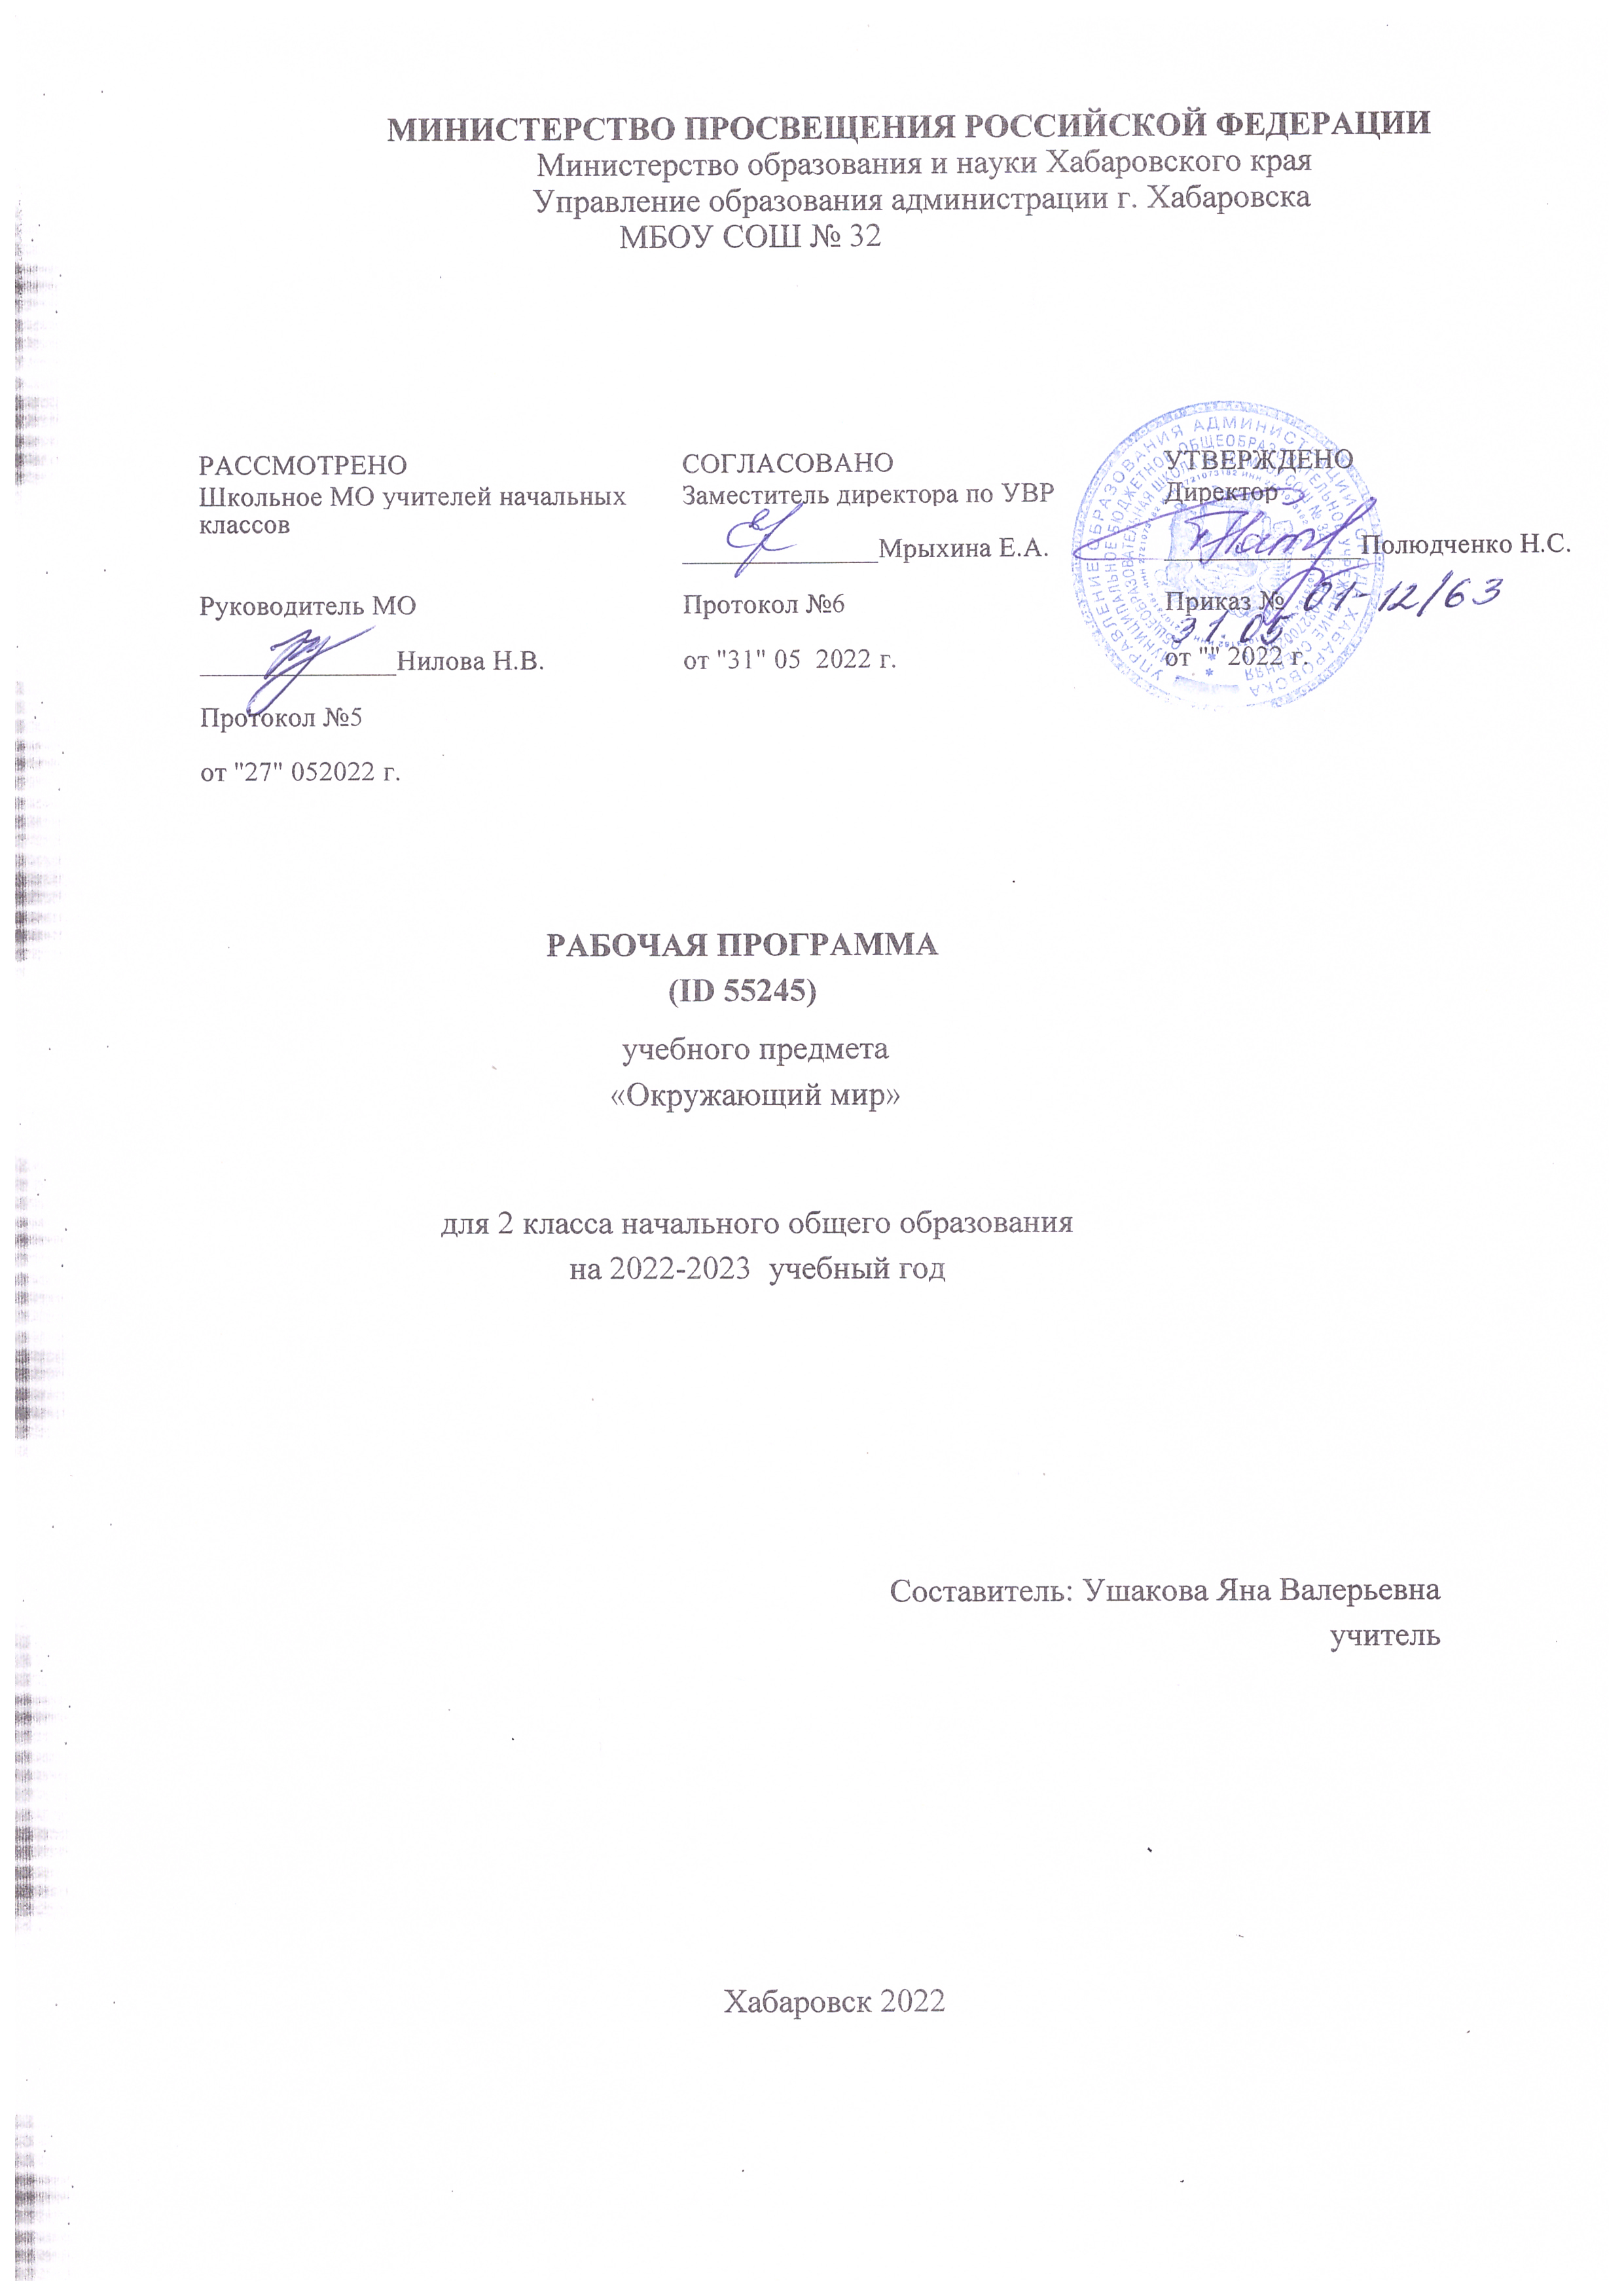 МИНИСТЕРСТВО ПРОСВЕЩЕНИЯ РОССИЙСКОЙ ФЕДЕРАЦИИ
Министерство образования и науки Хабаровского края
Управление образования администрации г. Хабаровска
МБОУ СОШ № 32
РАССМОТРЕНО
Школьное МО учителей начальных
классов
Руководитель МО
______________Нилова Н.В.
Протокол №5
от "27" 052022 г.
СОГЛАСОВАНО
Заместитель директора по УВР
______________Мрыхина Е.А.
Протокол №6
от "31" 05  2022 г.
УТВЕРЖДЕНО
Директор
______________Полюдченко Н.С.
Приказ № 01-12/63
31.05
от "" 2022 г.
РАБОЧАЯ ПРОГРАММА
(ID 55245)
учебного предмета
«Окружающий мир»
для 2 класса начального общего образования
на 2022-2023  учебный год
Составитель: Ушакова Яна Валерьевна
учитель
Хабаровск 2022